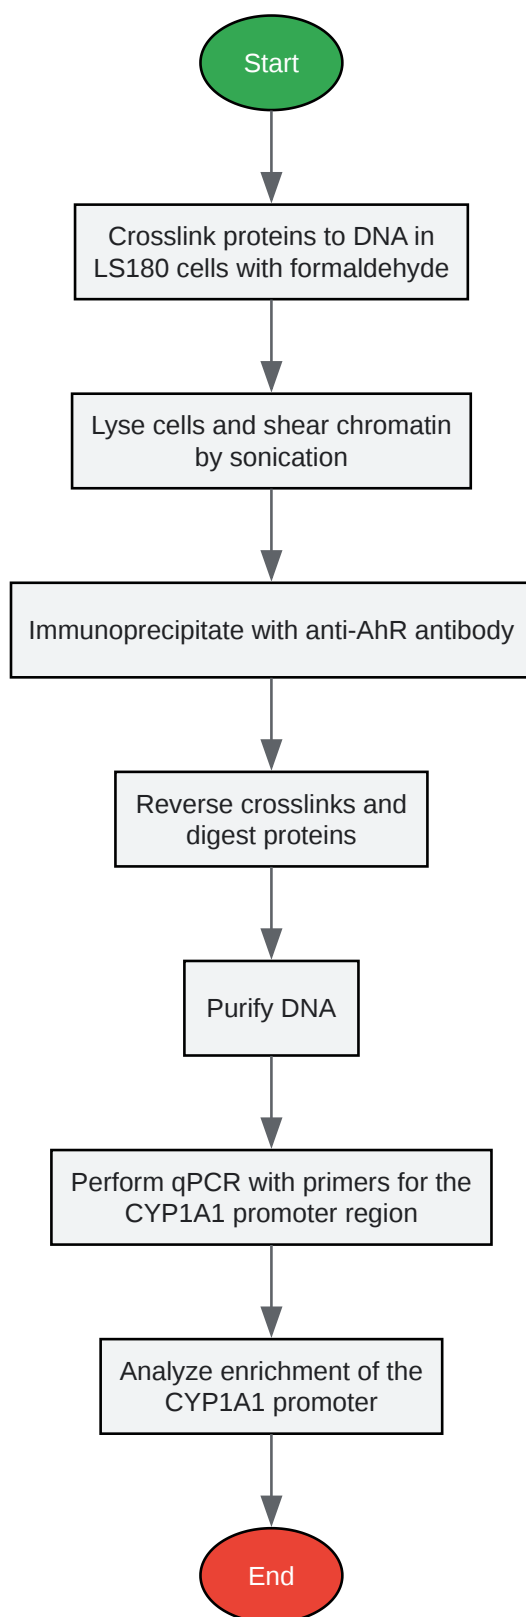 Start
Crosslink proteins to DNA in
LS180 cells with formaldehyde
Lyse cells and shear chromatin
by sonication
Immunoprecipitate with anti-AhR antibody
Reverse crosslinks and
digest proteins
Purify DNA
Perform qPCR with primers for the
CYP1A1 promoter region
Analyze enrichment of the
CYP1A1 promoter
End